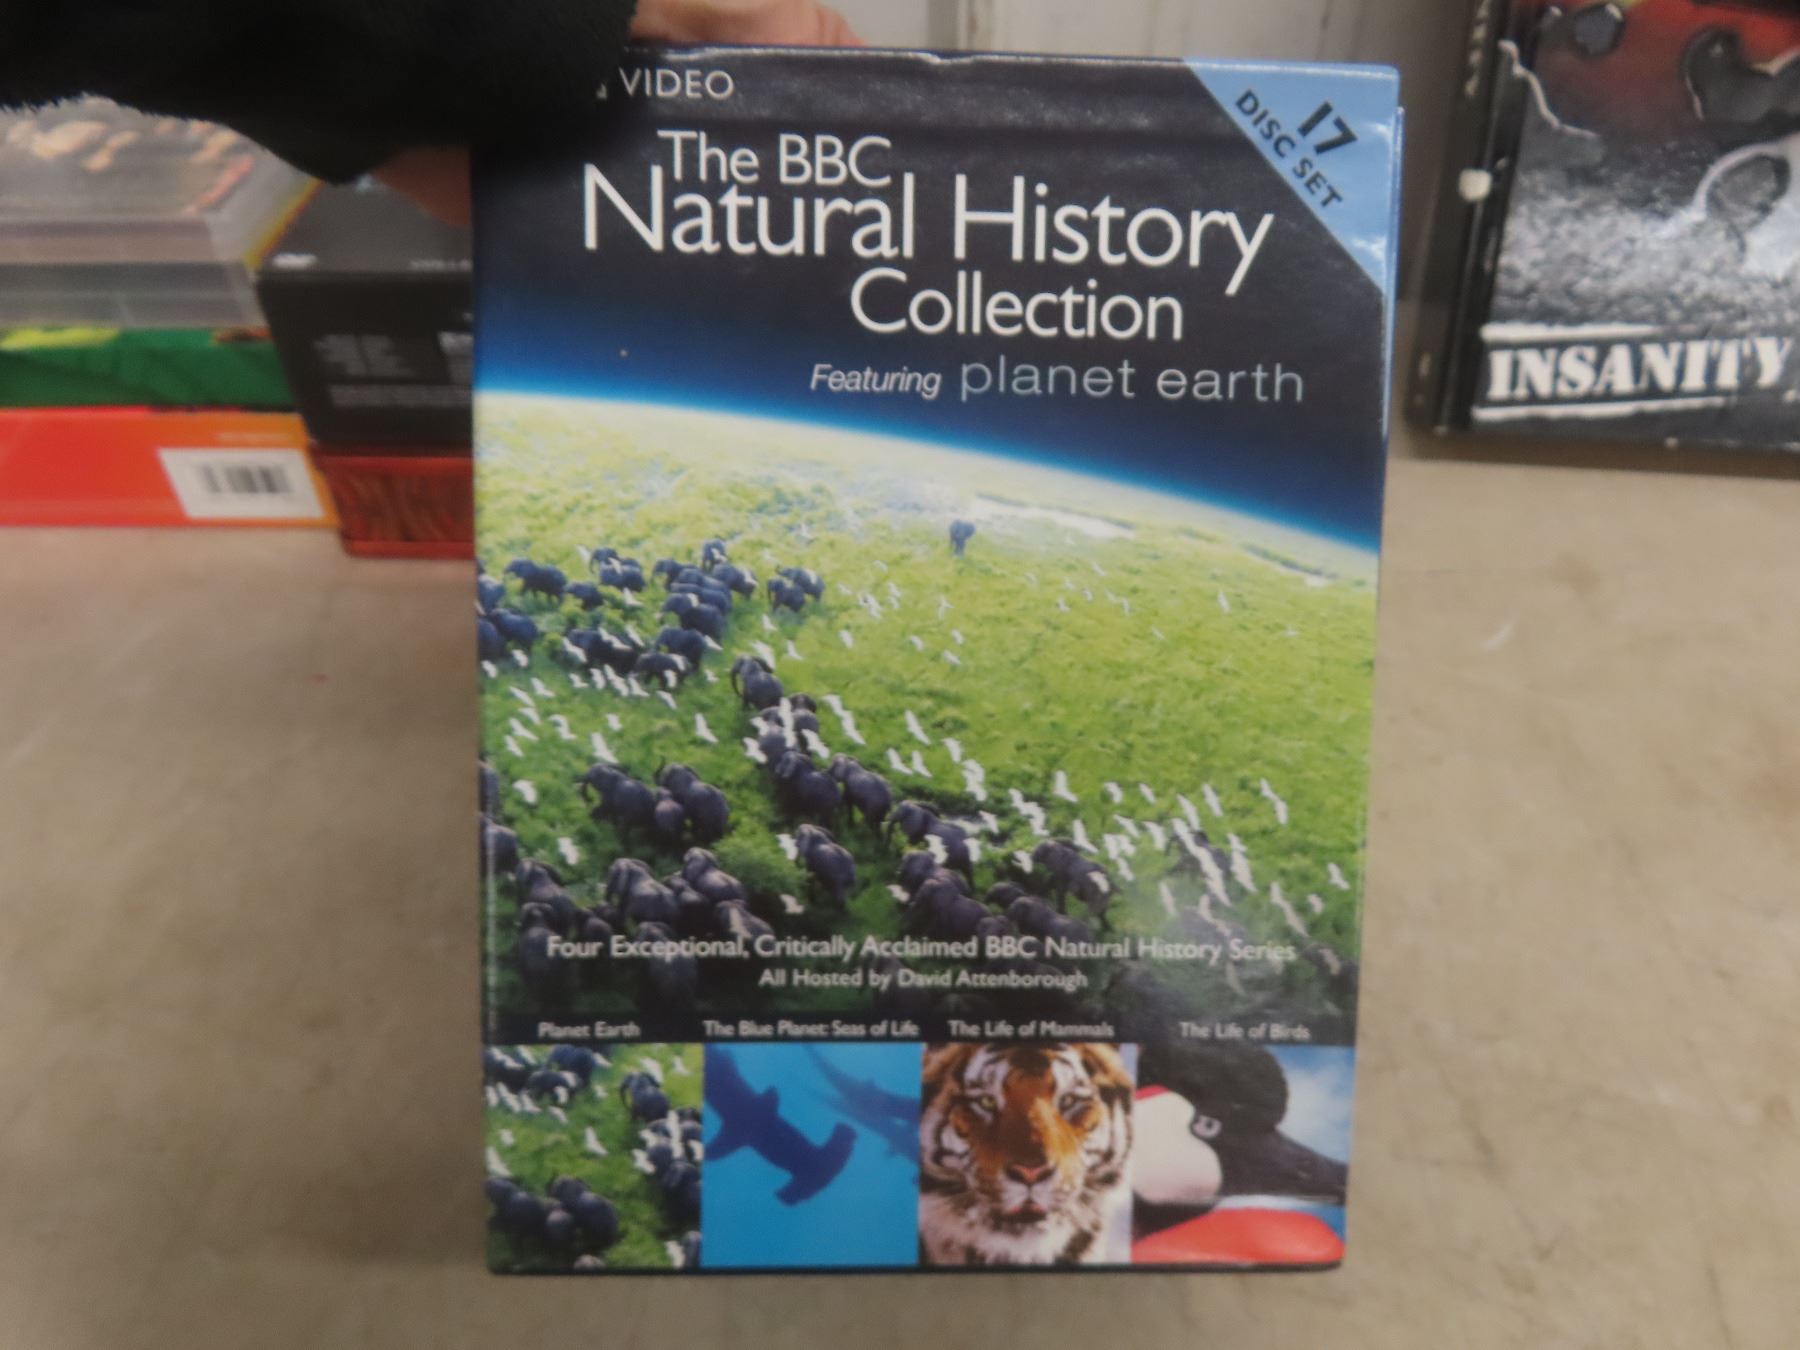 VIDEO
17
DISC SET
The BBC
Natural History
Collection
Featuring planet earth
INSANITY
Four Exceptional, Critically Acclaimed BBC Natural History Series
All Hosted by David Attenborough
Planet Earth
The Blue Planet: Seas of Life
The Life of Mammals
The Life of Birds